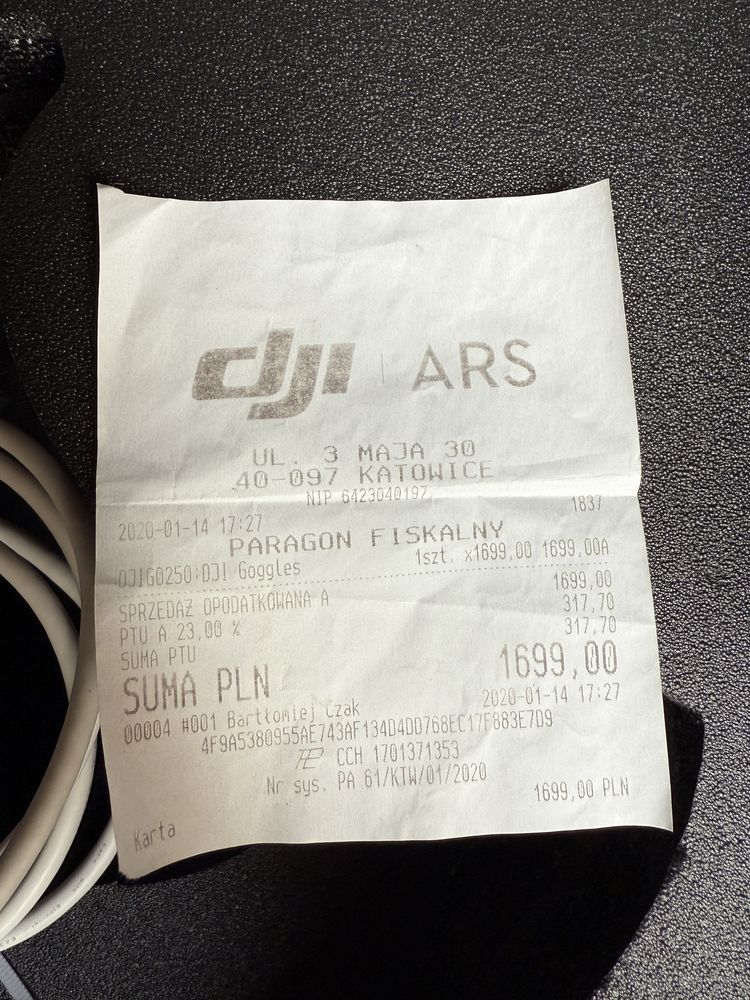 dji | ARS
UL. 3 MAJA 30
40-097 KATOWICE
NIP 6423040197
2020-01-14 17:27 1837
PARAGON FISKALNY
DJIG0250:DJI Goggles 1szt. x1699,00 1699,00A
SPRZEDAŻ OPODATKOWANA A 1699,00
PTU A 23,00 % 317,70
SUMA PTU 317,70
SUMA PLN 1699,00
00004 #001 Bartłomiej Czak 2020-01-14 17:27
4F9A5380955AE743AF134D4DD768EC17F883E7D9
CCH 1701371353
Nr sys. PA 61/KTW/01/2020
Karta 1699,00 PLN